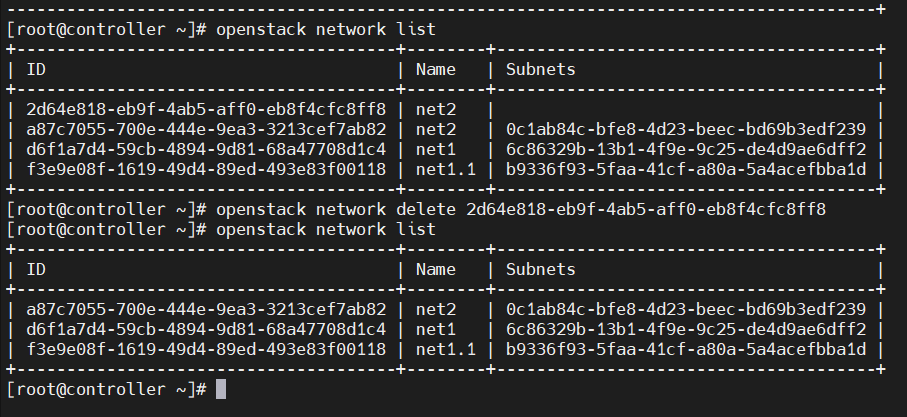 -----------------------------------------------------------------------------------------+
[root@controller ~]# openstack network list
+--------------------------------------+--------+--------------------------------------+
| ID                                   | Name   | Subnets                              |
+--------------------------------------+--------+--------------------------------------+
| 2d64e818-eb9f-4ab5-aff0-eb8f4cfc8ff8 | net2   |                                      |
| a87c7055-700e-444e-9ea3-3213cef7ab82 | net2   | 0c1ab84c-bfe8-4d23-beec-bd69b3edf239 |
| d6f1a7d4-59cb-4894-9d81-68a47708d1c4 | net1   | 6c86329b-13b1-4f9e-9c25-de4d9ae6dff2 |
| f3e9e08f-1619-49d4-89ed-493e83f00118 | net1.1 | b9336f93-5faa-41cf-a80a-5a4acefbba1d |
+--------------------------------------+--------+--------------------------------------+
[root@controller ~]# openstack network delete 2d64e818-eb9f-4ab5-aff0-eb8f4cfc8ff8
[root@controller ~]# openstack network list
+--------------------------------------+--------+--------------------------------------+
| ID                                   | Name   | Subnets                              |
+--------------------------------------+--------+--------------------------------------+
| a87c7055-700e-444e-9ea3-3213cef7ab82 | net2   | 0c1ab84c-bfe8-4d23-beec-bd69b3edf239 |
| d6f1a7d4-59cb-4894-9d81-68a47708d1c4 | net1   | 6c86329b-13b1-4f9e-9c25-de4d9ae6dff2 |
| f3e9e08f-1619-49d4-89ed-493e83f00118 | net1.1 | b9336f93-5faa-41cf-a80a-5a4acefbba1d |
+--------------------------------------+--------+--------------------------------------+
[root@controller ~]#